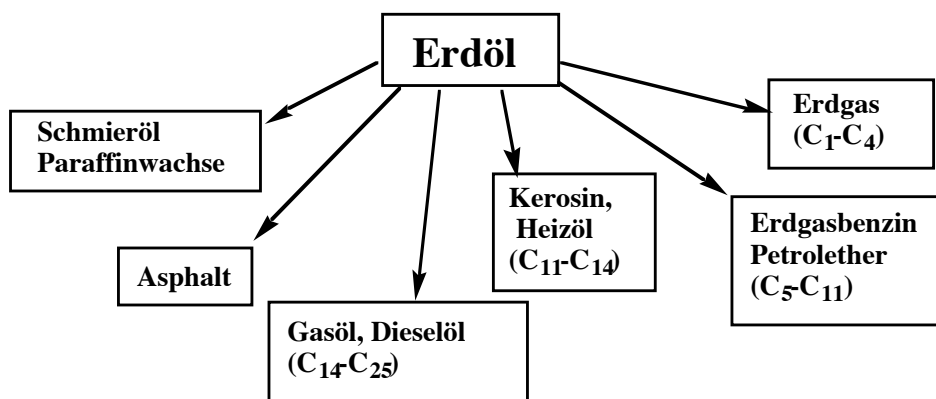 Erdöl
Schmieröl
Paraffinwachse
Asphalt
Gasöl, Dieselöl
(C₁₄-C₂₅)
Kerosin,
Heizöl
(C₁₁-C₁₄)
Erdgas
(C₁-C₄)
Erdgasbenzin
Petrolether
(C₅-C₁₁)